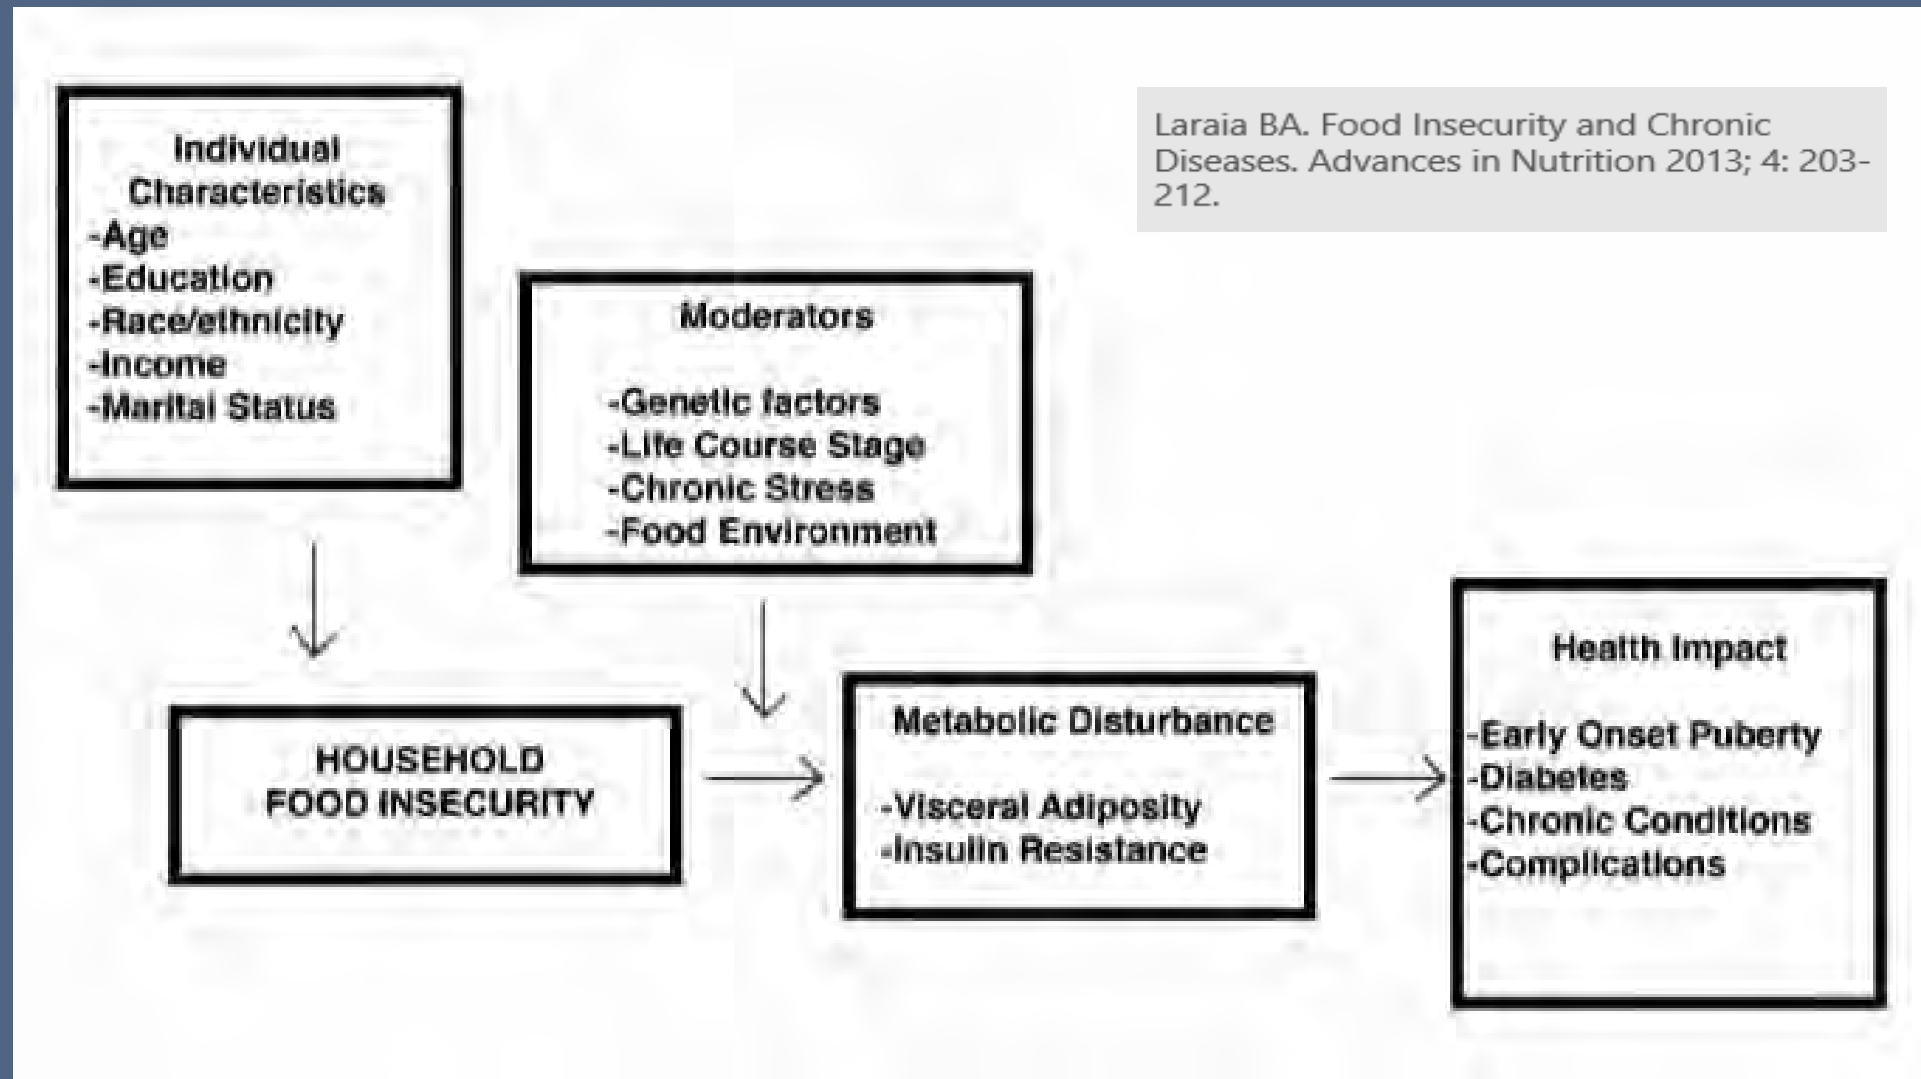 Individual
Characteristics
-Age
-Education
-Race/ethnicity
-Income
-Marital Status
Laraia BA. Food Insecurity and Chronic
Diseases. Advances in Nutrition 2013; 4: 203-
212.
Moderators
-Genetic factors
-Life Course Stage
-Chronic Stress
-Food Environment
HOUSEHOLD
FOOD INSECURITY
Metabolic Disturbance
-Visceral Adiposity
-Insulin Resistance
Health Impact
-Early Onset Puberty
-Diabetes
-Chronic Conditions
-Complications